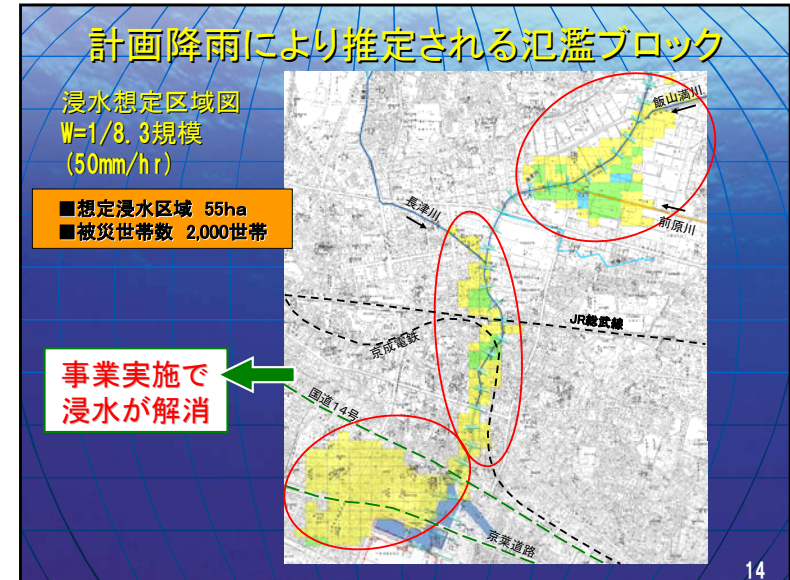 計画降雨により推定される氾濫ブロック
浸水想定区域図
W=1/8.3規模
(50mm/hr)
■想定浸水区域 55ha
■被災世帯数 2,000世帯
飯山満川
長津川
前原川
JR総武線
京成電鉄
事業実施で
浸水が解消
国道14号
京葉道路
14